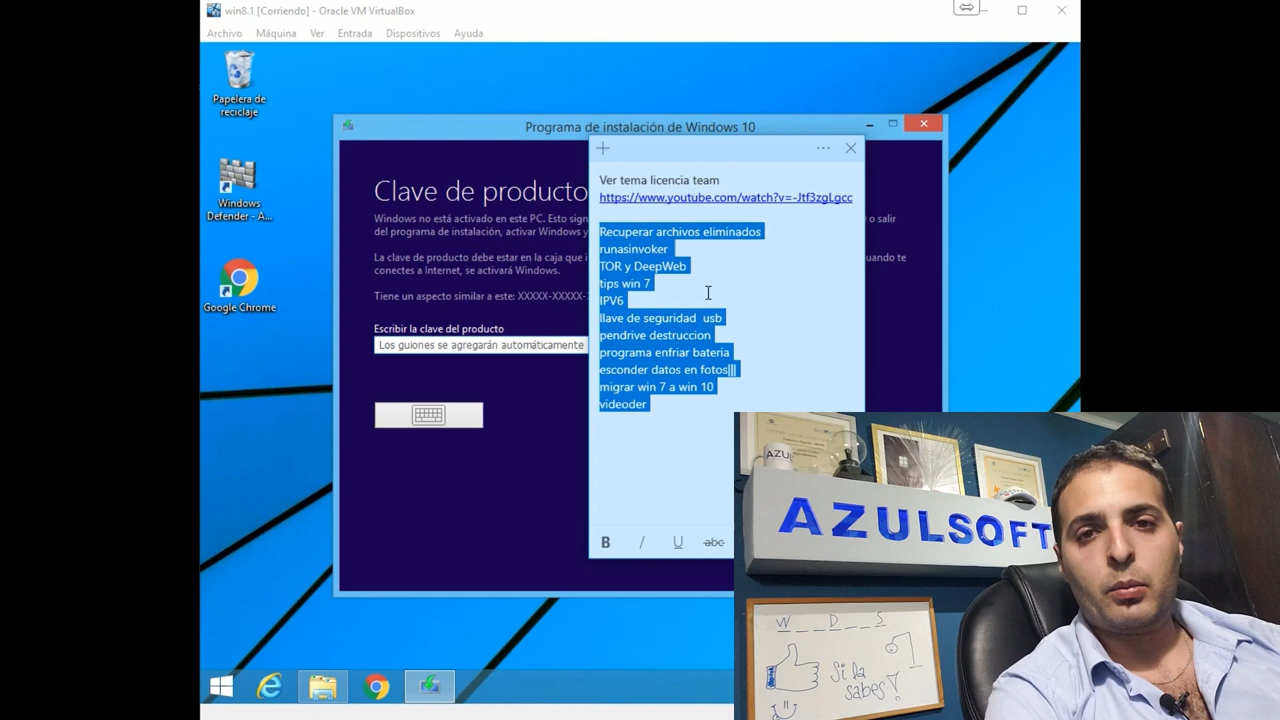 win8.1 [Corriendo] - Oracle VM VirtualBox
Archivo Máquina Ver Entrada Dispositivos Ayuda
Papelera de
reciclaje
Windows
Defender - A...
Google Chrome
Programa de instalación de Windows 10
Clave de producto
Windows no está activado en este PC. Esto sign
o salir
del programa de instalación, activar Windows y
La clave de producto debe estar en la caja que i
uando te
conectes a Internet, se activará Windows.
Tiene un aspecto similar a este: XXXXX-XXXXX-
Escribir la clave del producto
Los guiones se agregarán automáticamente
Ver tema licencia team
https://www.youtube.com/watch?v=-Jtf3zgLgcc
Recuperar archivos eliminados
runasinvoker
TOR y DeepWeb
tips win 7
IPV6
llave de seguridad usb
pendrive destruccion
programa enfriar bateria
esconder datos en fotos|||
migrar win 7 a win 10
videoder
B / U abc
AZUL
AZULSOFT
W _ _ D _ _ S
Si la
sabes?